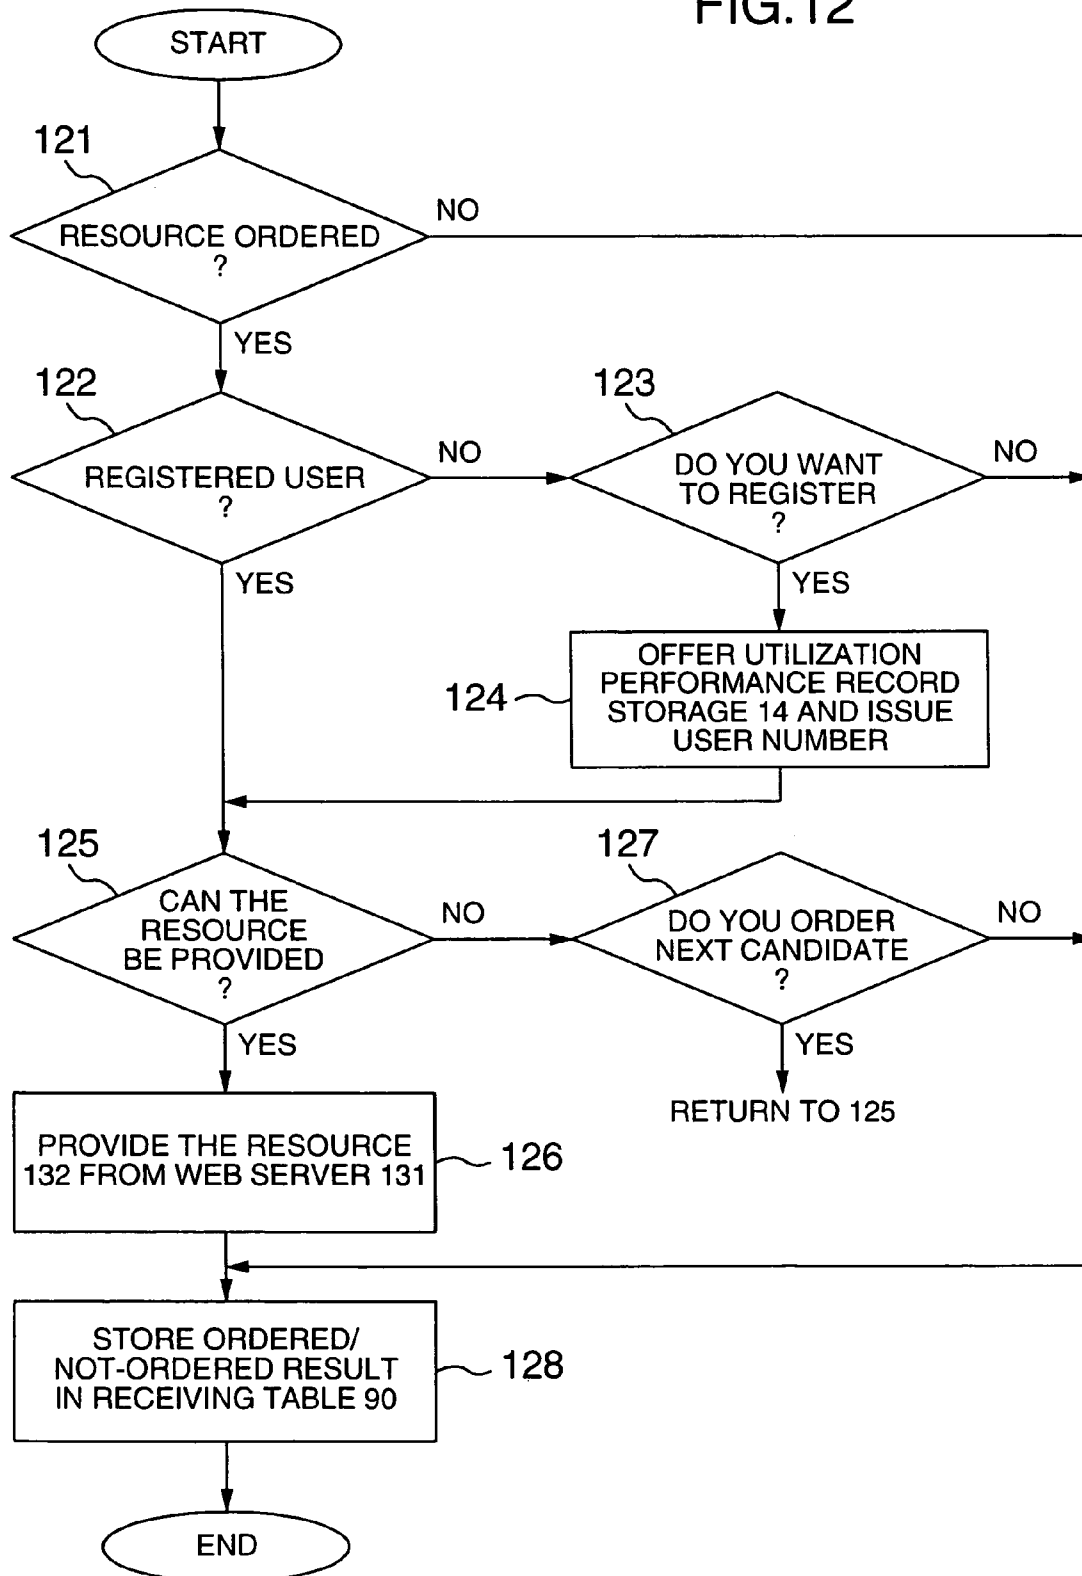 FIG.12
START
121
RESOURCE ORDERED
?
NO
YES
122
REGISTERED USER
?
NO
YES
123
DO YOU WANT
TO REGISTER
?
NO
YES
124
OFFER UTILIZATION
PERFORMANCE RECORD
STORAGE 14 AND ISSUE
USER NUMBER
125
CAN THE
RESOURCE
BE PROVIDED
?
NO
YES
127
DO YOU ORDER
NEXT CANDIDATE
?
NO
YES
RETURN TO 125
PROVIDE THE RESOURCE
132 FROM WEB SERVER 131
126
STORE ORDERED/
NOT-ORDERED RESULT
IN RECEIVING TABLE 90
128
END